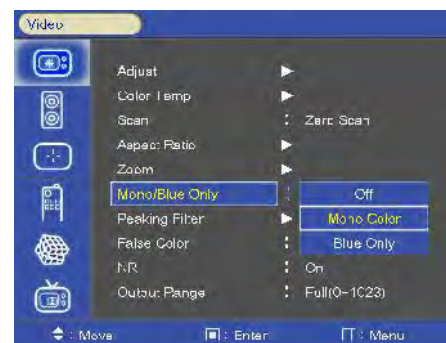 Video
Adjust
Color Temp
Scan : Zero Scan
Aspect Ratio
Zoom
Mono/Blue Only : Off
Mono Color
Peaking Filter
Blue Only
False Color :
NR : On
Output Range : Full(0~1023)
: Move : Enter : Menu